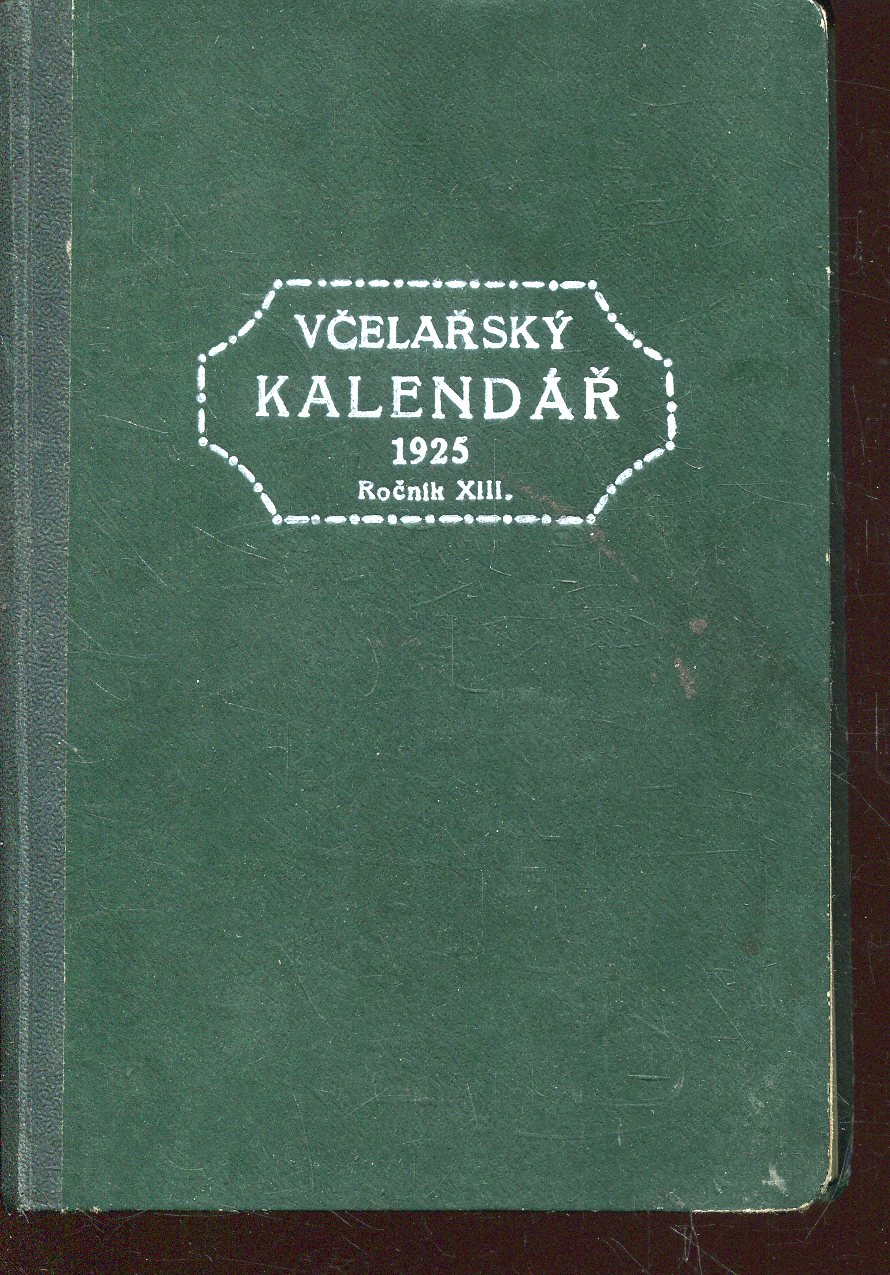 VČELAŘSKÝ
KALENDÁŘ
1925
Ročník XIII.